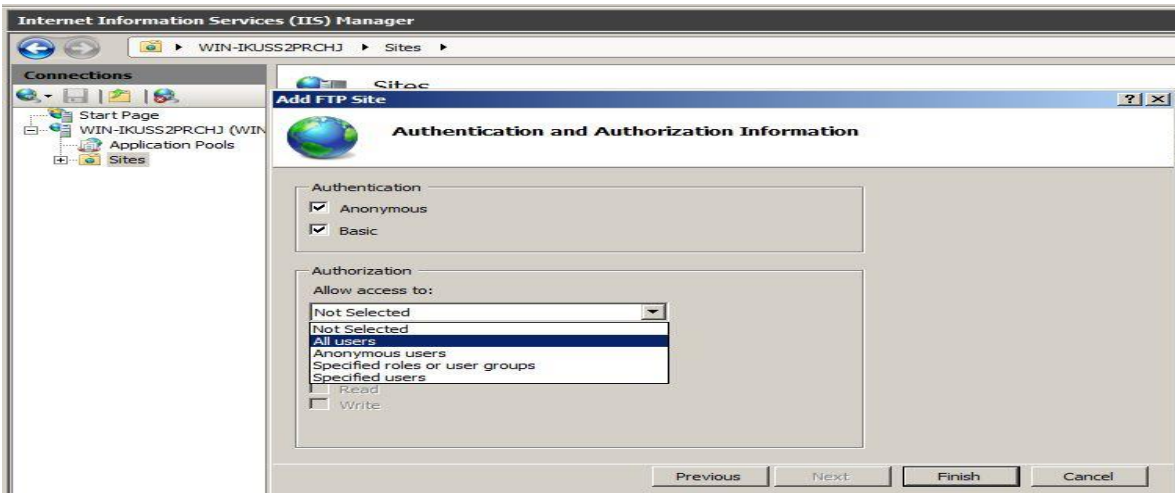 Internet Information Services (IIS) Manager
WIN-IKUSS2PRCHJ Sites
Connections
Sites
Start Page
WIN-IKUSS2PRCHJ (WIN
Application Pools
Sites
Add FTP Site
Authentication and Authorization Information
Authentication
Anonymous
Basic
Authorization
Allow access to:
Not Selected
Not Selected
All users
Anonymous users
Specified roles or user groups
Specified users
Read
Write
Previous Next Finish Cancel